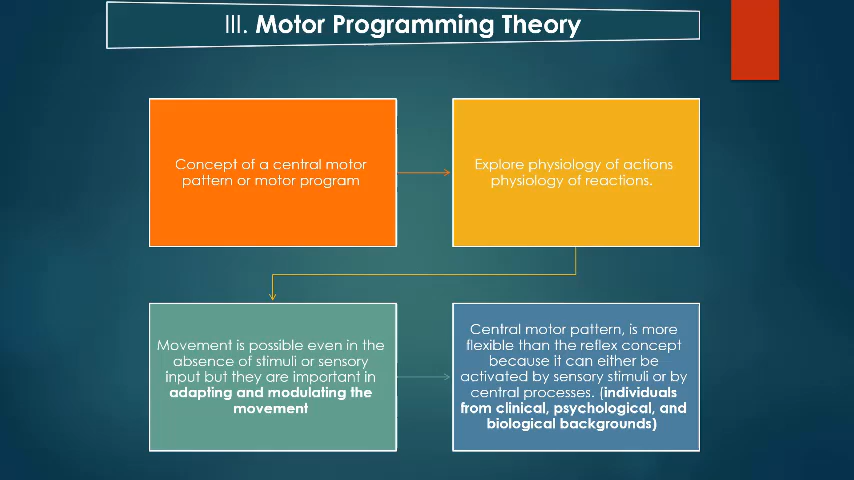 III. Motor Programming Theory
Concept of a central motor
pattern or motor program
Explore physiology of actions
physiology of reactions.
Movement is possible even in the
absence of stimuli or sensory
input but they are important in
adapting and modulating the
movement
Central motor pattern, is more
flexible than the reflex concept
because it can either be
activated by sensory stimuli or by
central processes. (individuals
from clinical, psychological, and
biological backgrounds)